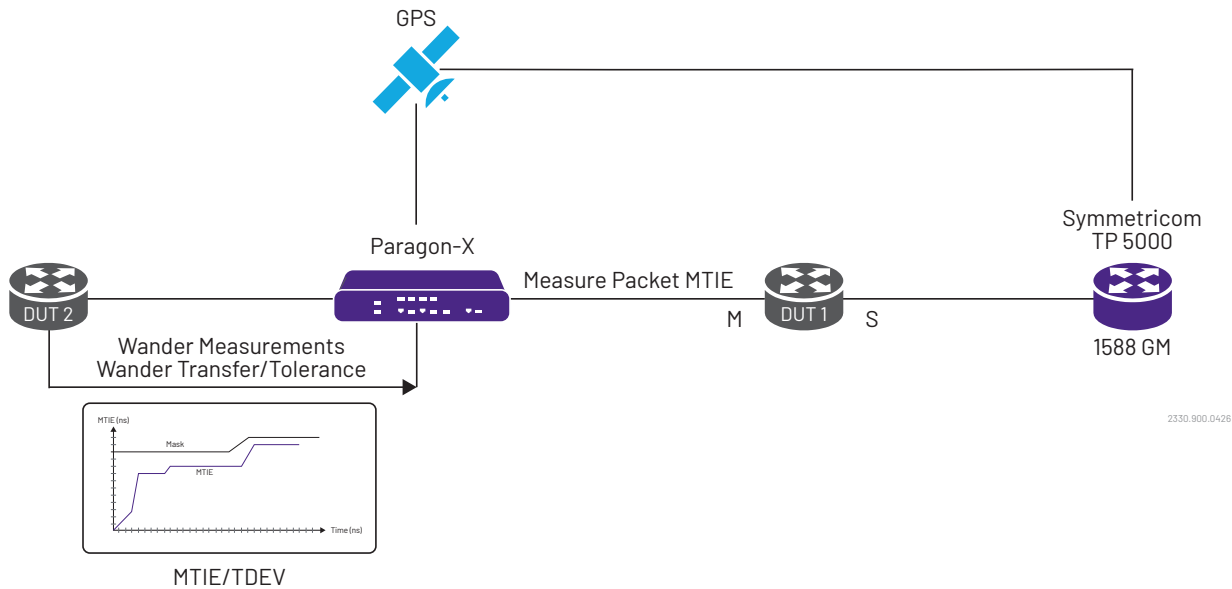 GPS
Symmetricom
TP 5000
Paragon-X
Measure Packet MTIE
DUT 2
DUT 1
M
S
1588 GM
Wander Measurements
Wander Transfer/Tolerance
MTIE (ns)
Mask
MTIE
Time (ns)
MTIE/TDEV
2330.900.0426